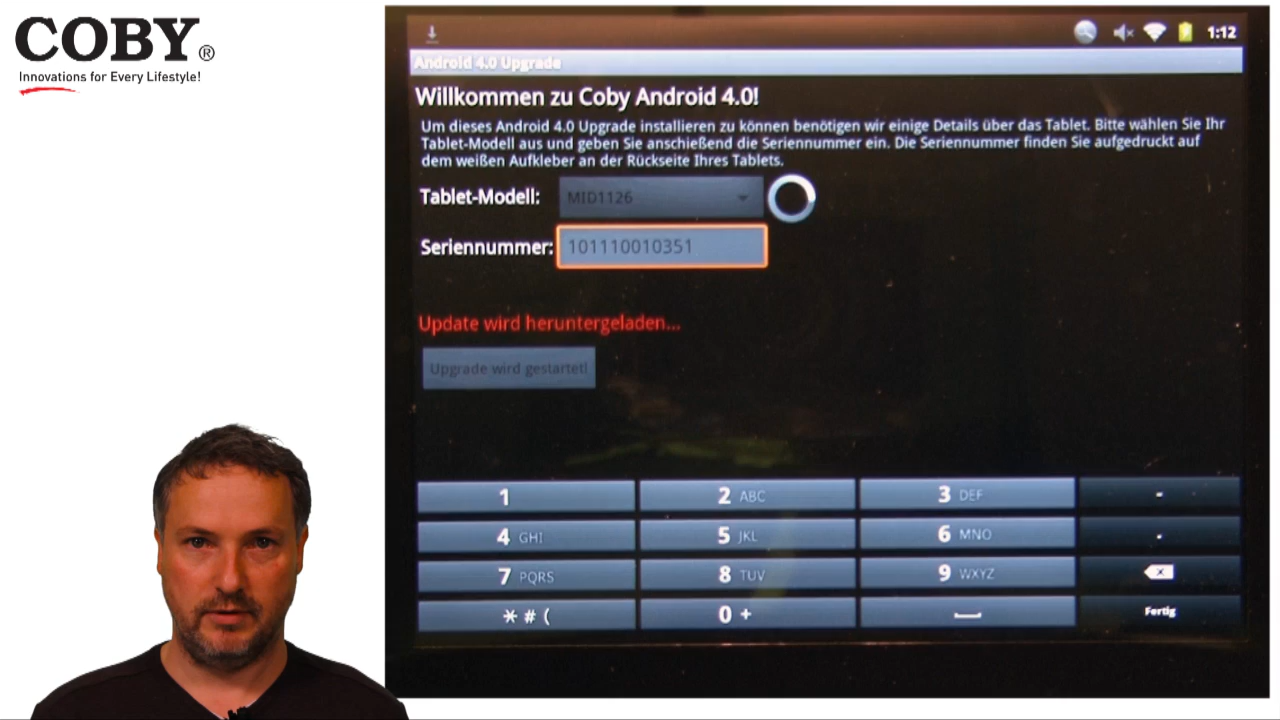 COBY®
Innovations for Every Lifestyle!
1:12
Android 4.0 Upgrade
Willkommen zu Coby Android 4.0!
Um dieses Android 4.0 Upgrade installieren zu können benötigen wir einige Details über das Tablet. Bitte wählen Sie Ihr
Tablet-Modell aus und geben Sie anschießend die Seriennummer ein. Die Seriennummer finden Sie aufgedruckt auf
dem weißen Aufkleber an der Rückseite Ihres Tablets.
Tablet-Modell: MID1126
Seriennummer: 101110010351
Update wird heruntergeladen...
Upgrade wird gestartet!
1 2 ABC 3 DEF -
4 GHI 5 JKL 6 MNO .
7 PQRS 8 TUV 9 WXYZ
* # ( 0 + Fertig